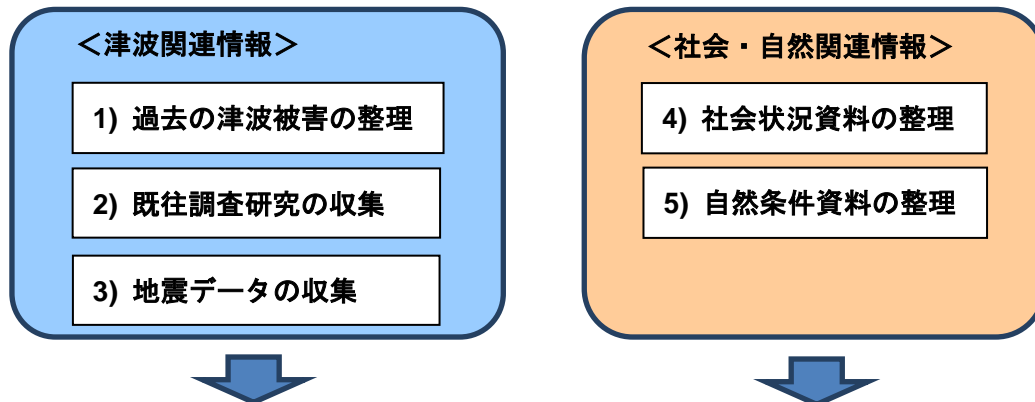 ＜津波関連情報＞
1) 過去の津波被害の整理
2) 既往調査研究の収集
3) 地震データの収集
＜社会・自然関連情報＞
4) 社会状況資料の整理
5) 自然条件資料の整理